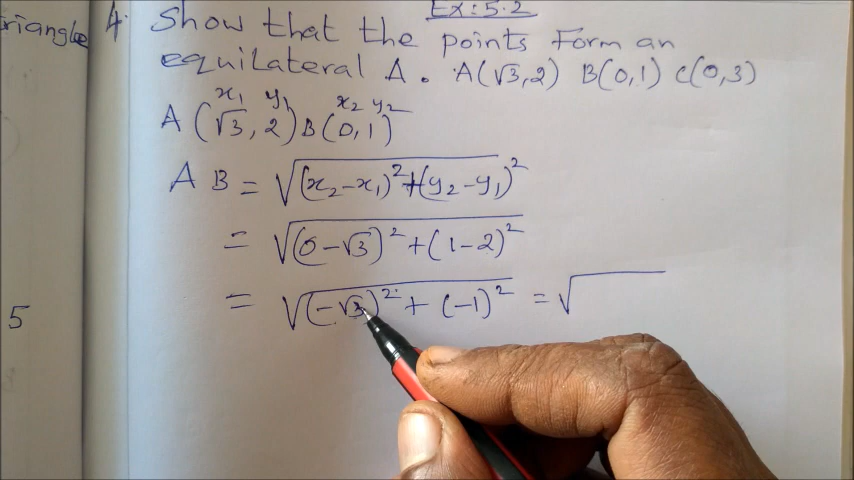 Ex: 5.2
riangle 4. Show that the points Form an
equilateral Δ. A(√3,2) B(0,1) C(0,3)
x₁ y₁ x₂ y₂
A (√3, 2) B (0, 1)
A B = √(x₂-x₁)² + (y₂-y₁)²
= √(0-√3)² + (1-2)²
= √(-√3)² + (-1)² = √
5